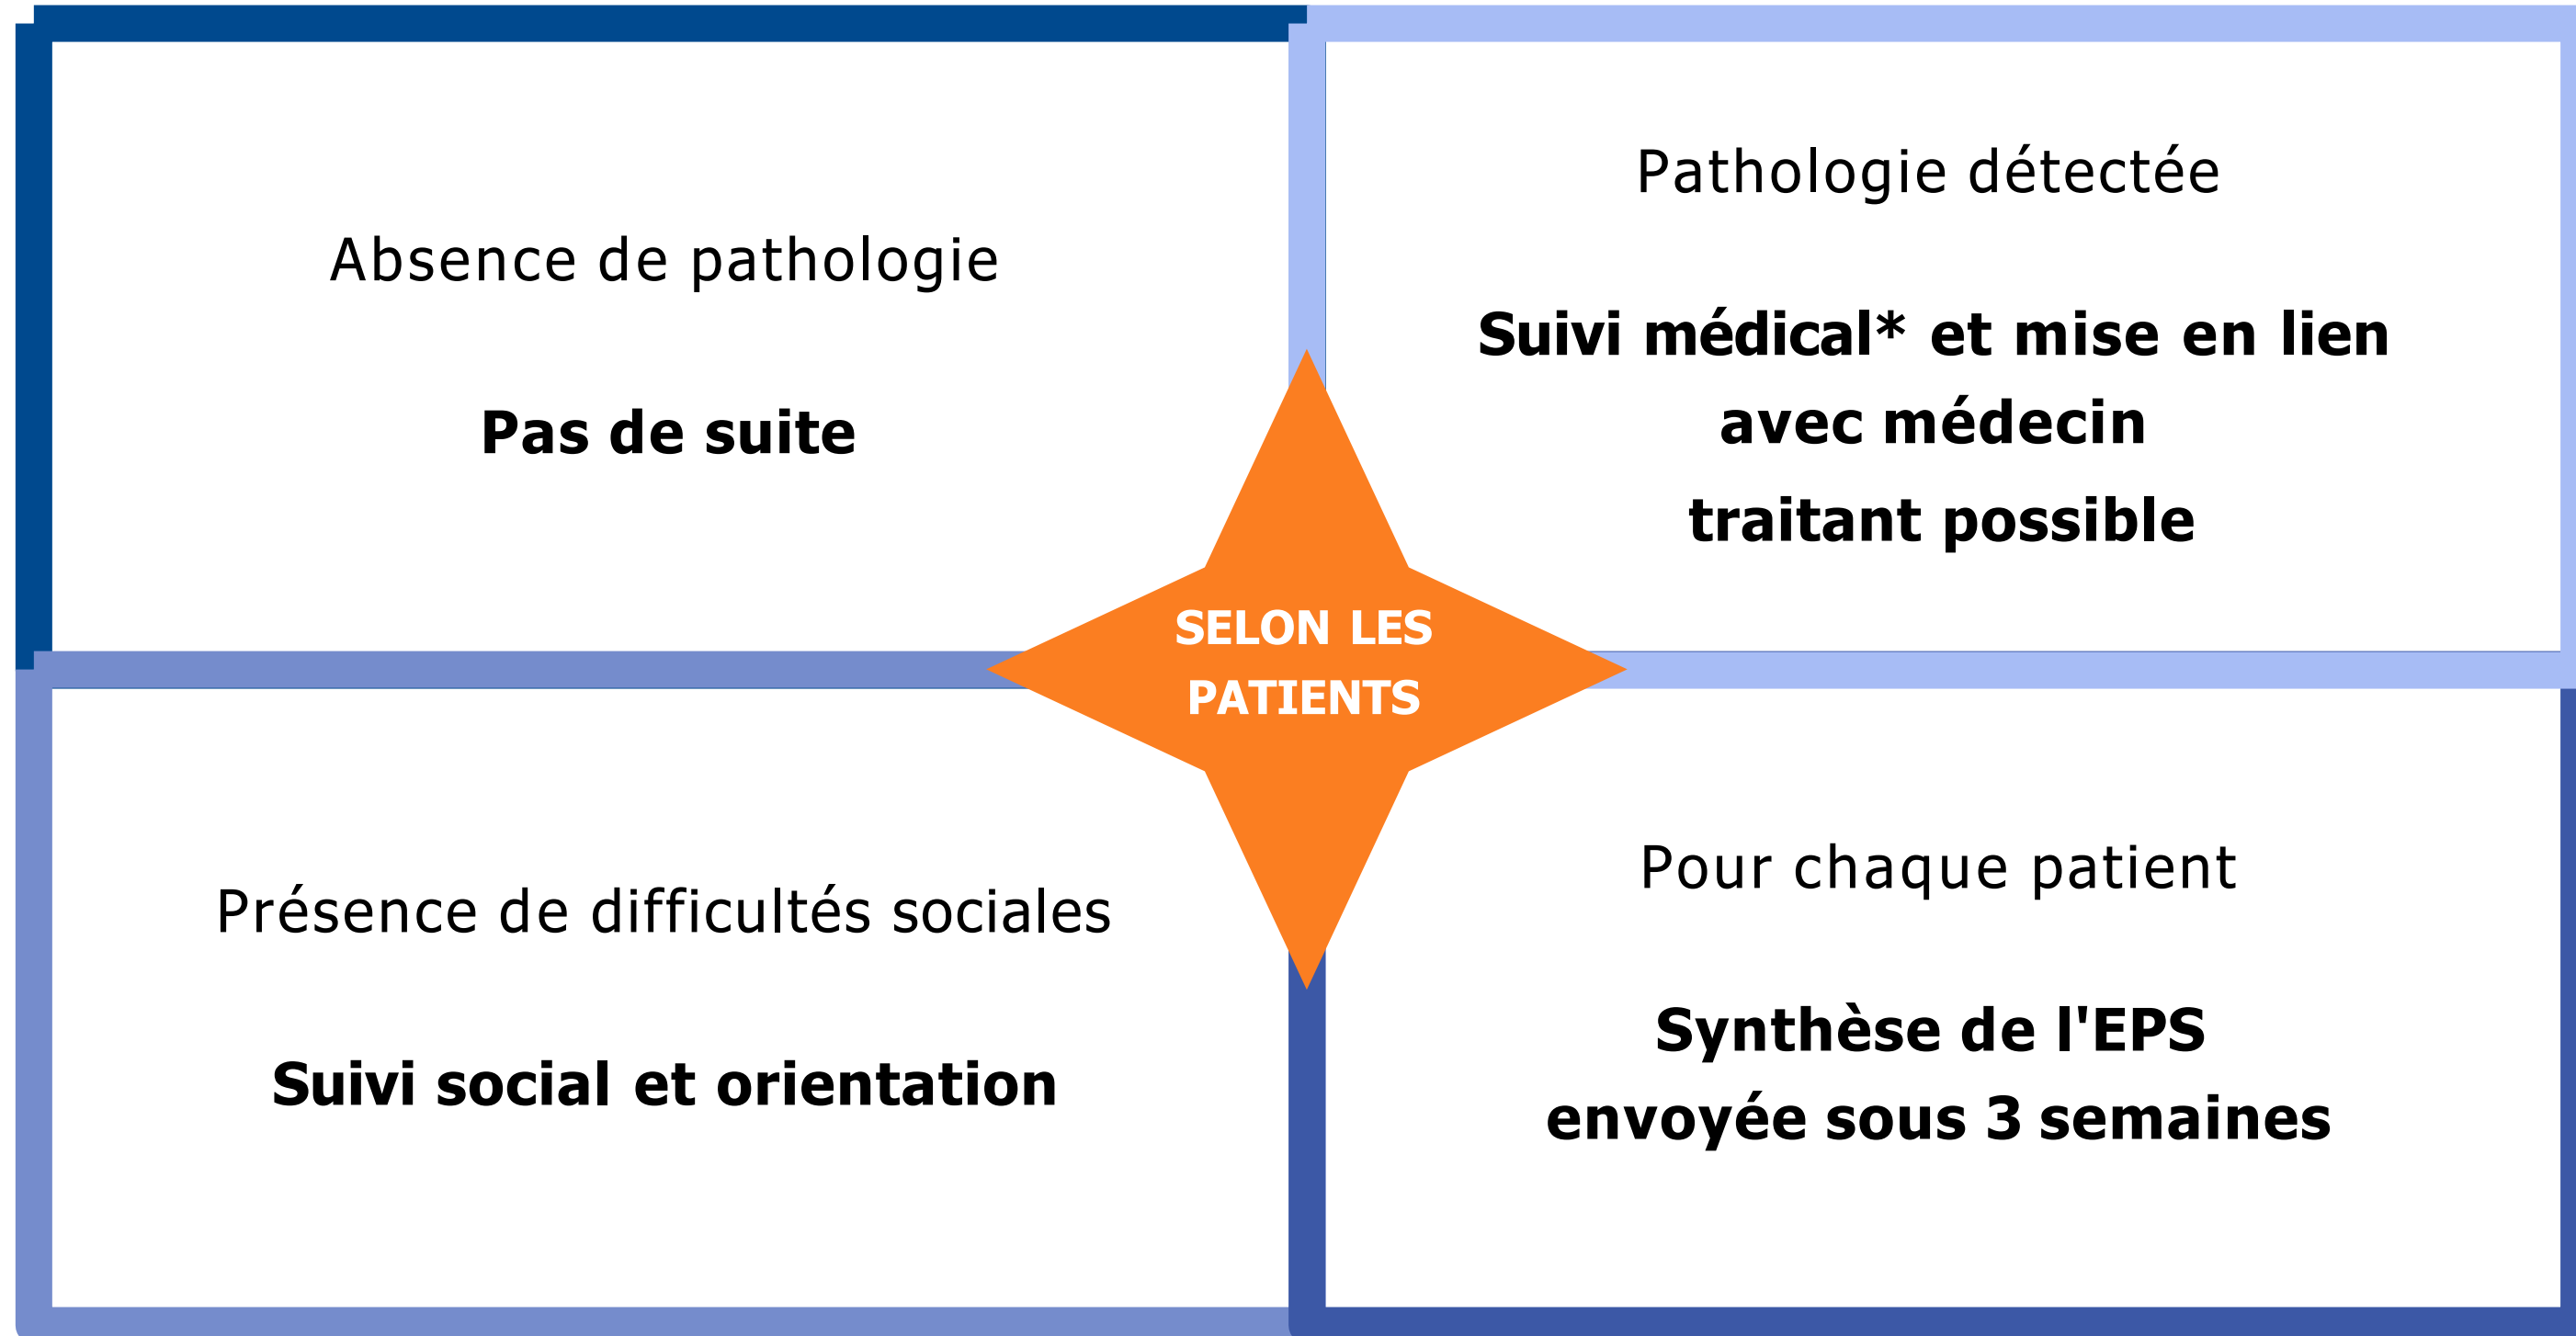 Absence de pathologie
Pas de suite
Pathologie détectée
Suivi médical* et mise en lien
avec médecin
traitant possible
SELON LES
PATIENTS
Présence de difficultés sociales
Suivi social et orientation
Pour chaque patient
Synthèse de l'EPS
envoyée sous 3 semaines